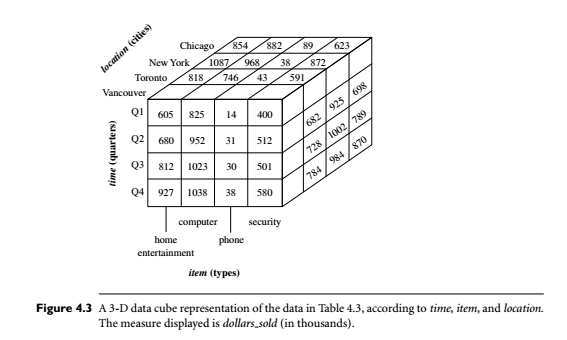 location (cities)
Chicago 854 882 89 623
New York 1087 968 38 872
Toronto 818 746 43 591
Vancouver
time (quarters)
Q1 605 825 14 400
Q2 680 952 31 512
Q3 812 1023 30 501
Q4 927 1038 38 580
682 925 698
728 1002 789
784 984 870
computer security
home phone
entertainment
item (types)
Figure 4.3 A 3-D data cube representation of the data in Table 4.3, according to time, item, and location.
The measure displayed is dollars_sold (in thousands).